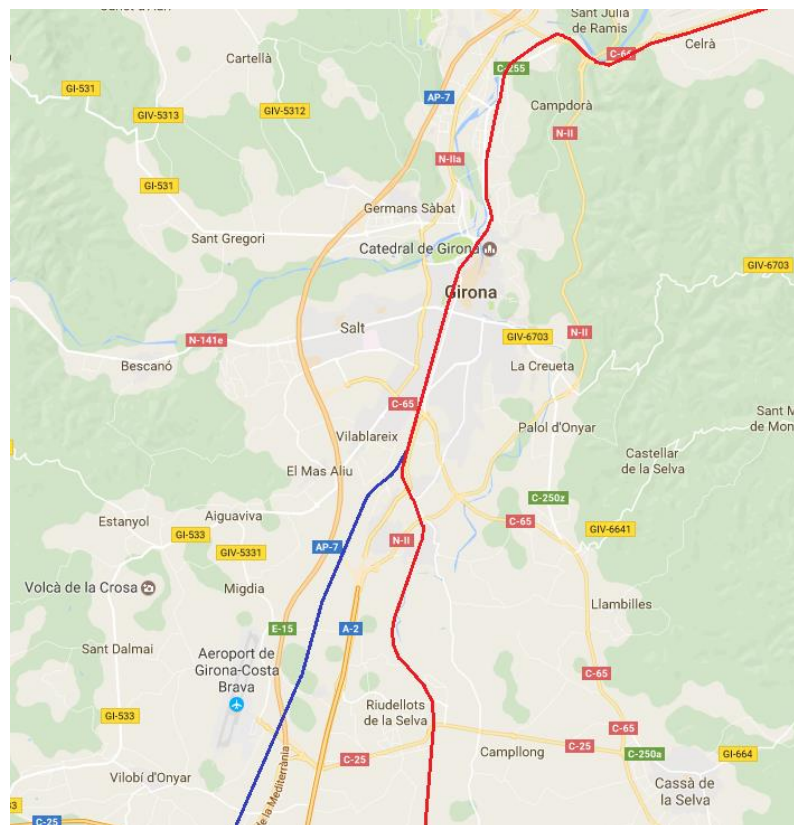 Sant Julià
de Ramis
Cartellà
C-66
Celrà
C-255
GI-531
AP-7
GIV-5313
GIV-5312
Campdorà
N-II
N-IIa
GI-531
Germans Sàbat
Sant Gregori
Catedral de Girona
GIV-6703
Girona
Salt
N-II
N-141e
GIV-6703
Bescanó
La Creueta
C-65
Sant M
de Mon
Vilablareix
Palol d'Onyar
Castellar
de la Selva
El Mas Aliu
C-250z
Estanyol
Aiguaviva
C-65
GI-533
GIV-6641
N-II
AP-7
GIV-5331
Volcà de la Crosa
Migdia
Llambilles
E-15
A-2
Sant Dalmai
Aeroport de
Girona-Costa
Brava
C-65
Riudellots
de la Selva
GI-533
C-65
Campllong
C-25
C-250a
GI-664
C-25
Vilobí d'Onyar
de la Mediterrània
Cassà de
la Selva
C-25